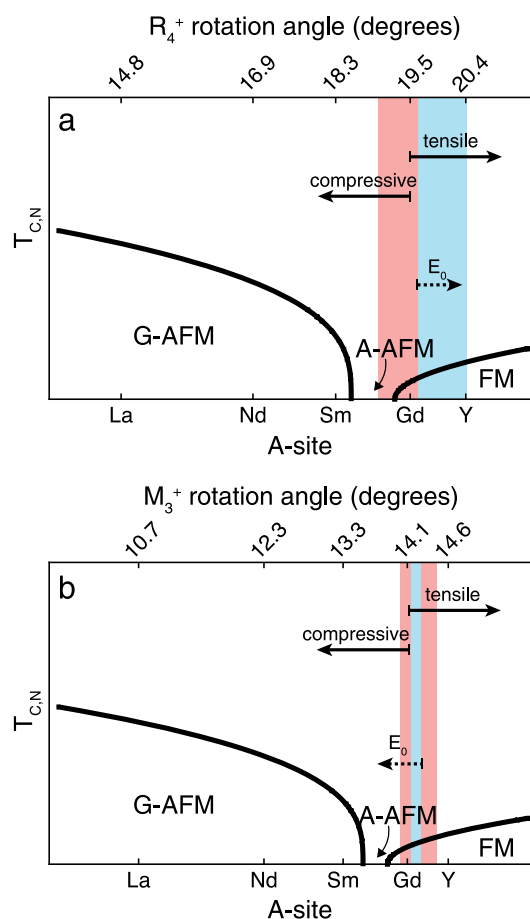 R₄⁺ rotation angle (degrees)
14.8 16.9 18.3 19.5 20.4
a
tensile
compressive
E₀
T_C,N
G-AFM
A-AFM
FM
La Nd Sm Gd Y
A-site
M₃⁺ rotation angle (degrees)
10.7 12.3 13.3 14.1 14.6
b
tensile
compressive
E₀
T_C,N
G-AFM
A-AFM
FM
La Nd Sm Gd Y
A-site